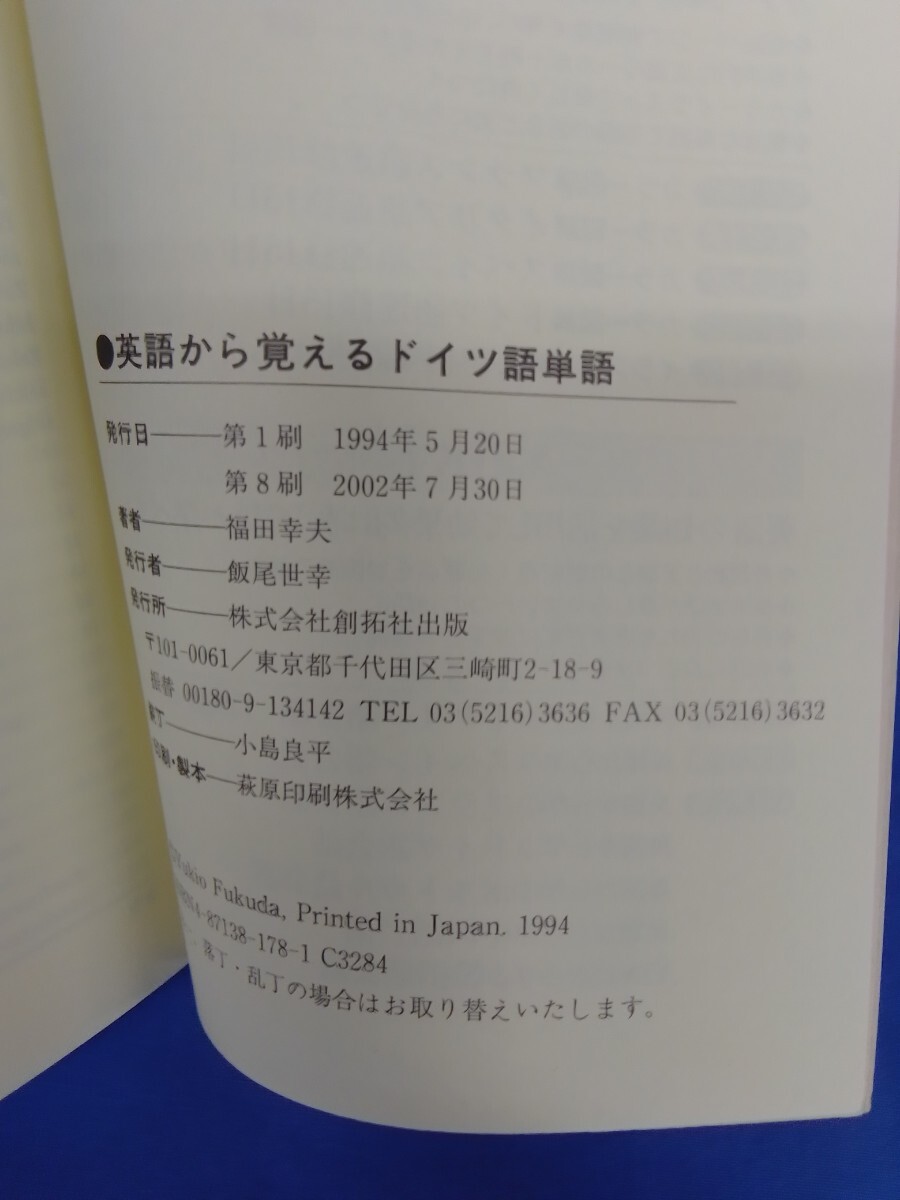 ●英語から覚えるドイツ語単語
発行日——第1刷 1994年5月20日
第8刷 2002年7月30日
著者——福田幸夫
発行者——飯尾世幸
発行所——株式会社創拓社出版
〒101-0061/東京都千代田区三崎町2-18-9
振替 00180-9-134142 TEL 03(5216)3636 FAX 03(5216)3632
装丁——小島良平
印刷・製本——萩原印刷株式会社
©Yukio Fukuda, Printed in Japan. 1994
ISBN4-87138-178-1 C3284
落丁・乱丁の場合はお取り替えいたします。